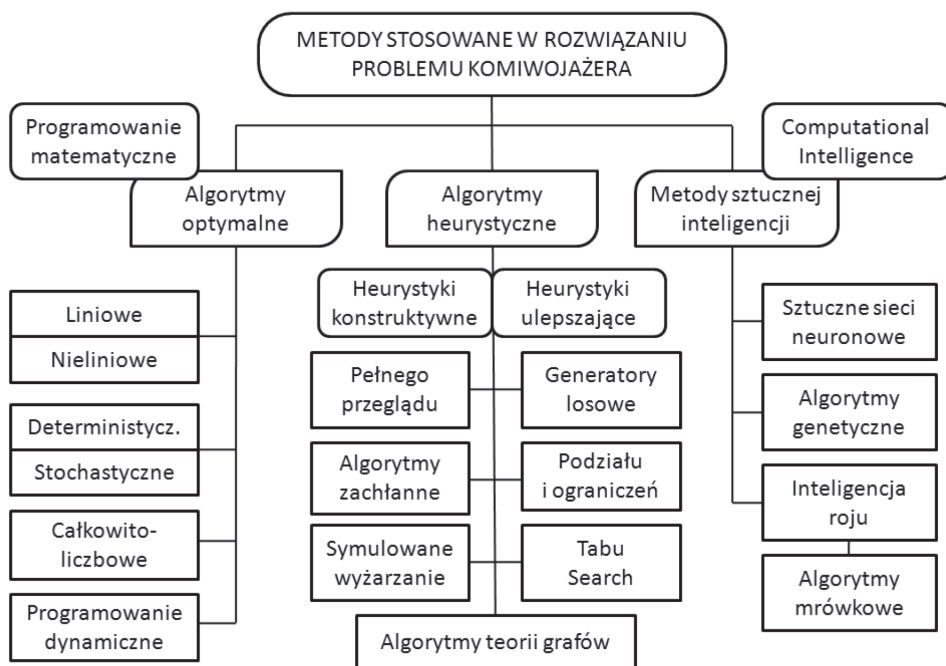 METODY STOSOWANE W ROZWIĄZANIU
PROBLEMU KOMIWOJAŻERA
Programowanie
matematyczne
Computational
Intelligence
Algorytmy
optymalne
Algorytmy
heurystyczne
Metody sztucznej
inteligencji
Liniowe
Nieliniowe
Deterministycz.
Stochastyczne
Całkowito-
liczbowe
Programowanie
dynamiczne
Heurystyki
konstruktywne
Heurystyki
ulepszające
Pełnego
przeglądu
Generatory
losowe
Algorytmy
zachłanne
Podziału
i ograniczeń
Symulowane
wyżarzanie
Tabu
Search
Algorytmy teorii grafów
Sztuczne sieci
neuronowe
Algorytmy
genetyczne
Inteligencja
roju
Algorytmy
mrówkowe